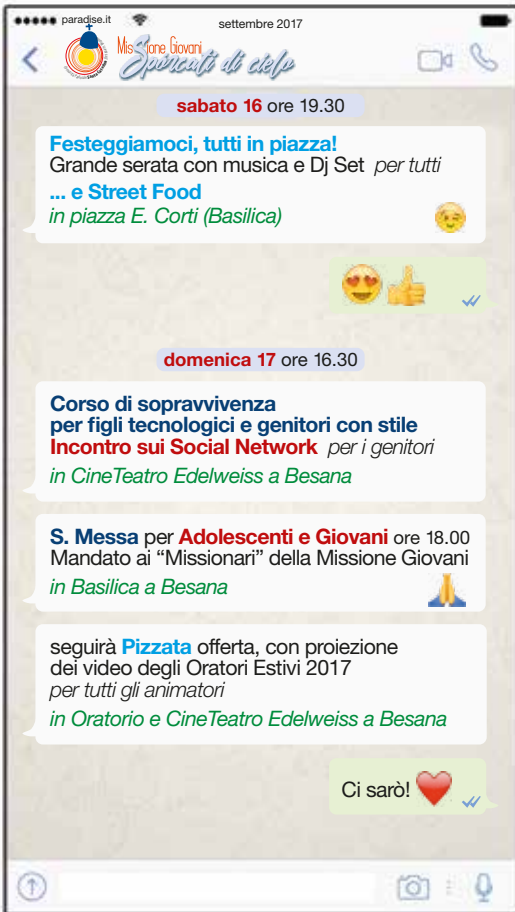 paradise.it
settembre 2017
MisSione Giovani
Sporcati di cielo
sabato 16 ore 19.30
Festeggiamoci, tutti in piazza!
Grande serata con musica e Dj Set per tutti
... e Street Food
in piazza E. Corti (Basilica)
domenica 17 ore 16.30
Corso di sopravvivenza
per figli tecnologici e genitori con stile
Incontro sui Social Network per i genitori
in CineTeatro Edelweiss a Besana
S. Messa per Adolescenti e Giovani ore 18.00
Mandato ai “Missionari” della Missione Giovani
in Basilica a Besana
seguirà Pizzata offerta, con proiezione
dei video degli Oratori Estivi 2017
per tutti gli animatori
in Oratorio e CineTeatro Edelweiss a Besana
Ci sarò!